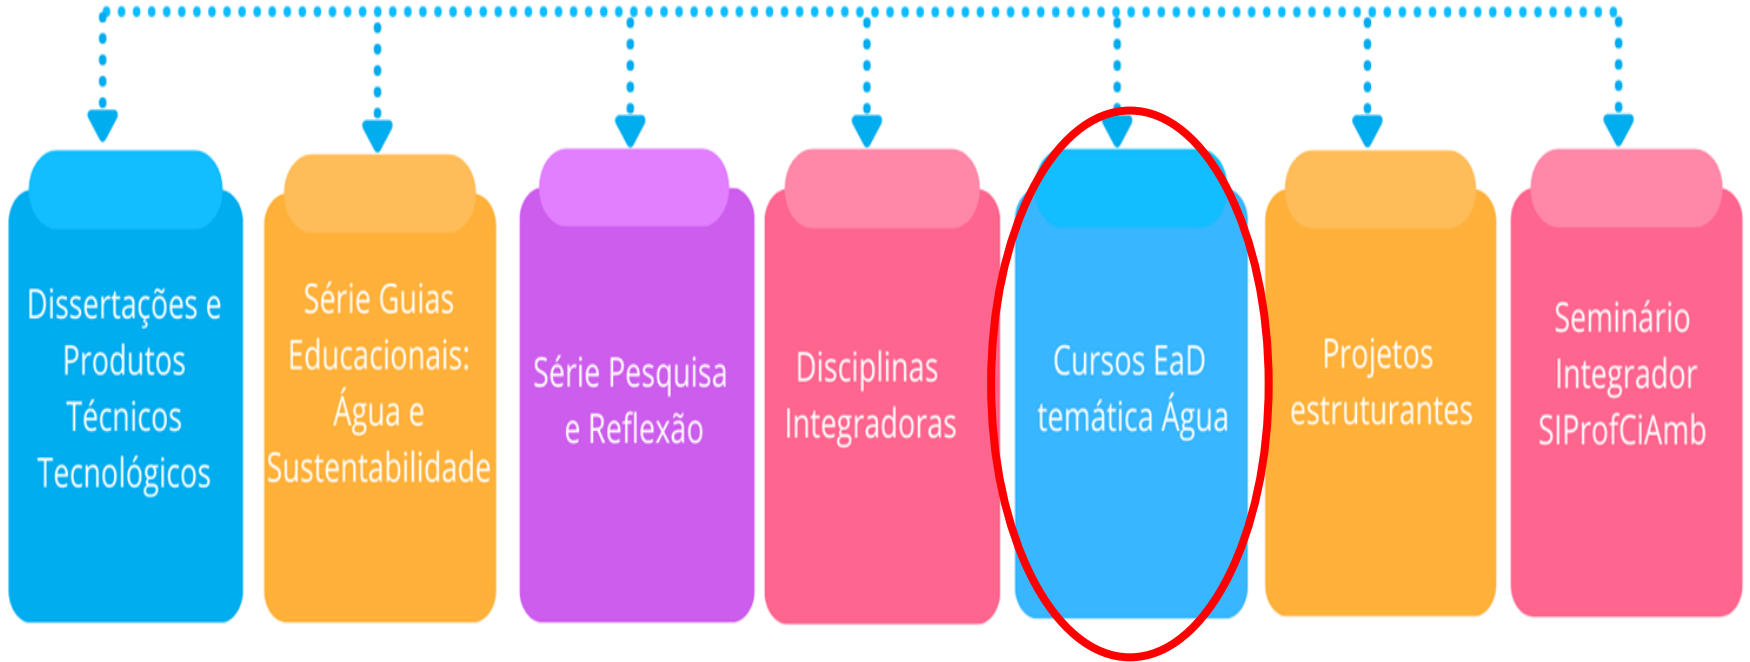 Dissertações e
Produtos
Técnicos
Tecnológicos
Série Guias
Educacionais:
Água e
Sustentabilidade
Série Pesquisa
e Reflexão
Disciplinas
Integradoras
Cursos EaD
temática Água
Projetos
estruturantes
Seminário
Integrador
SIProfCiAmb